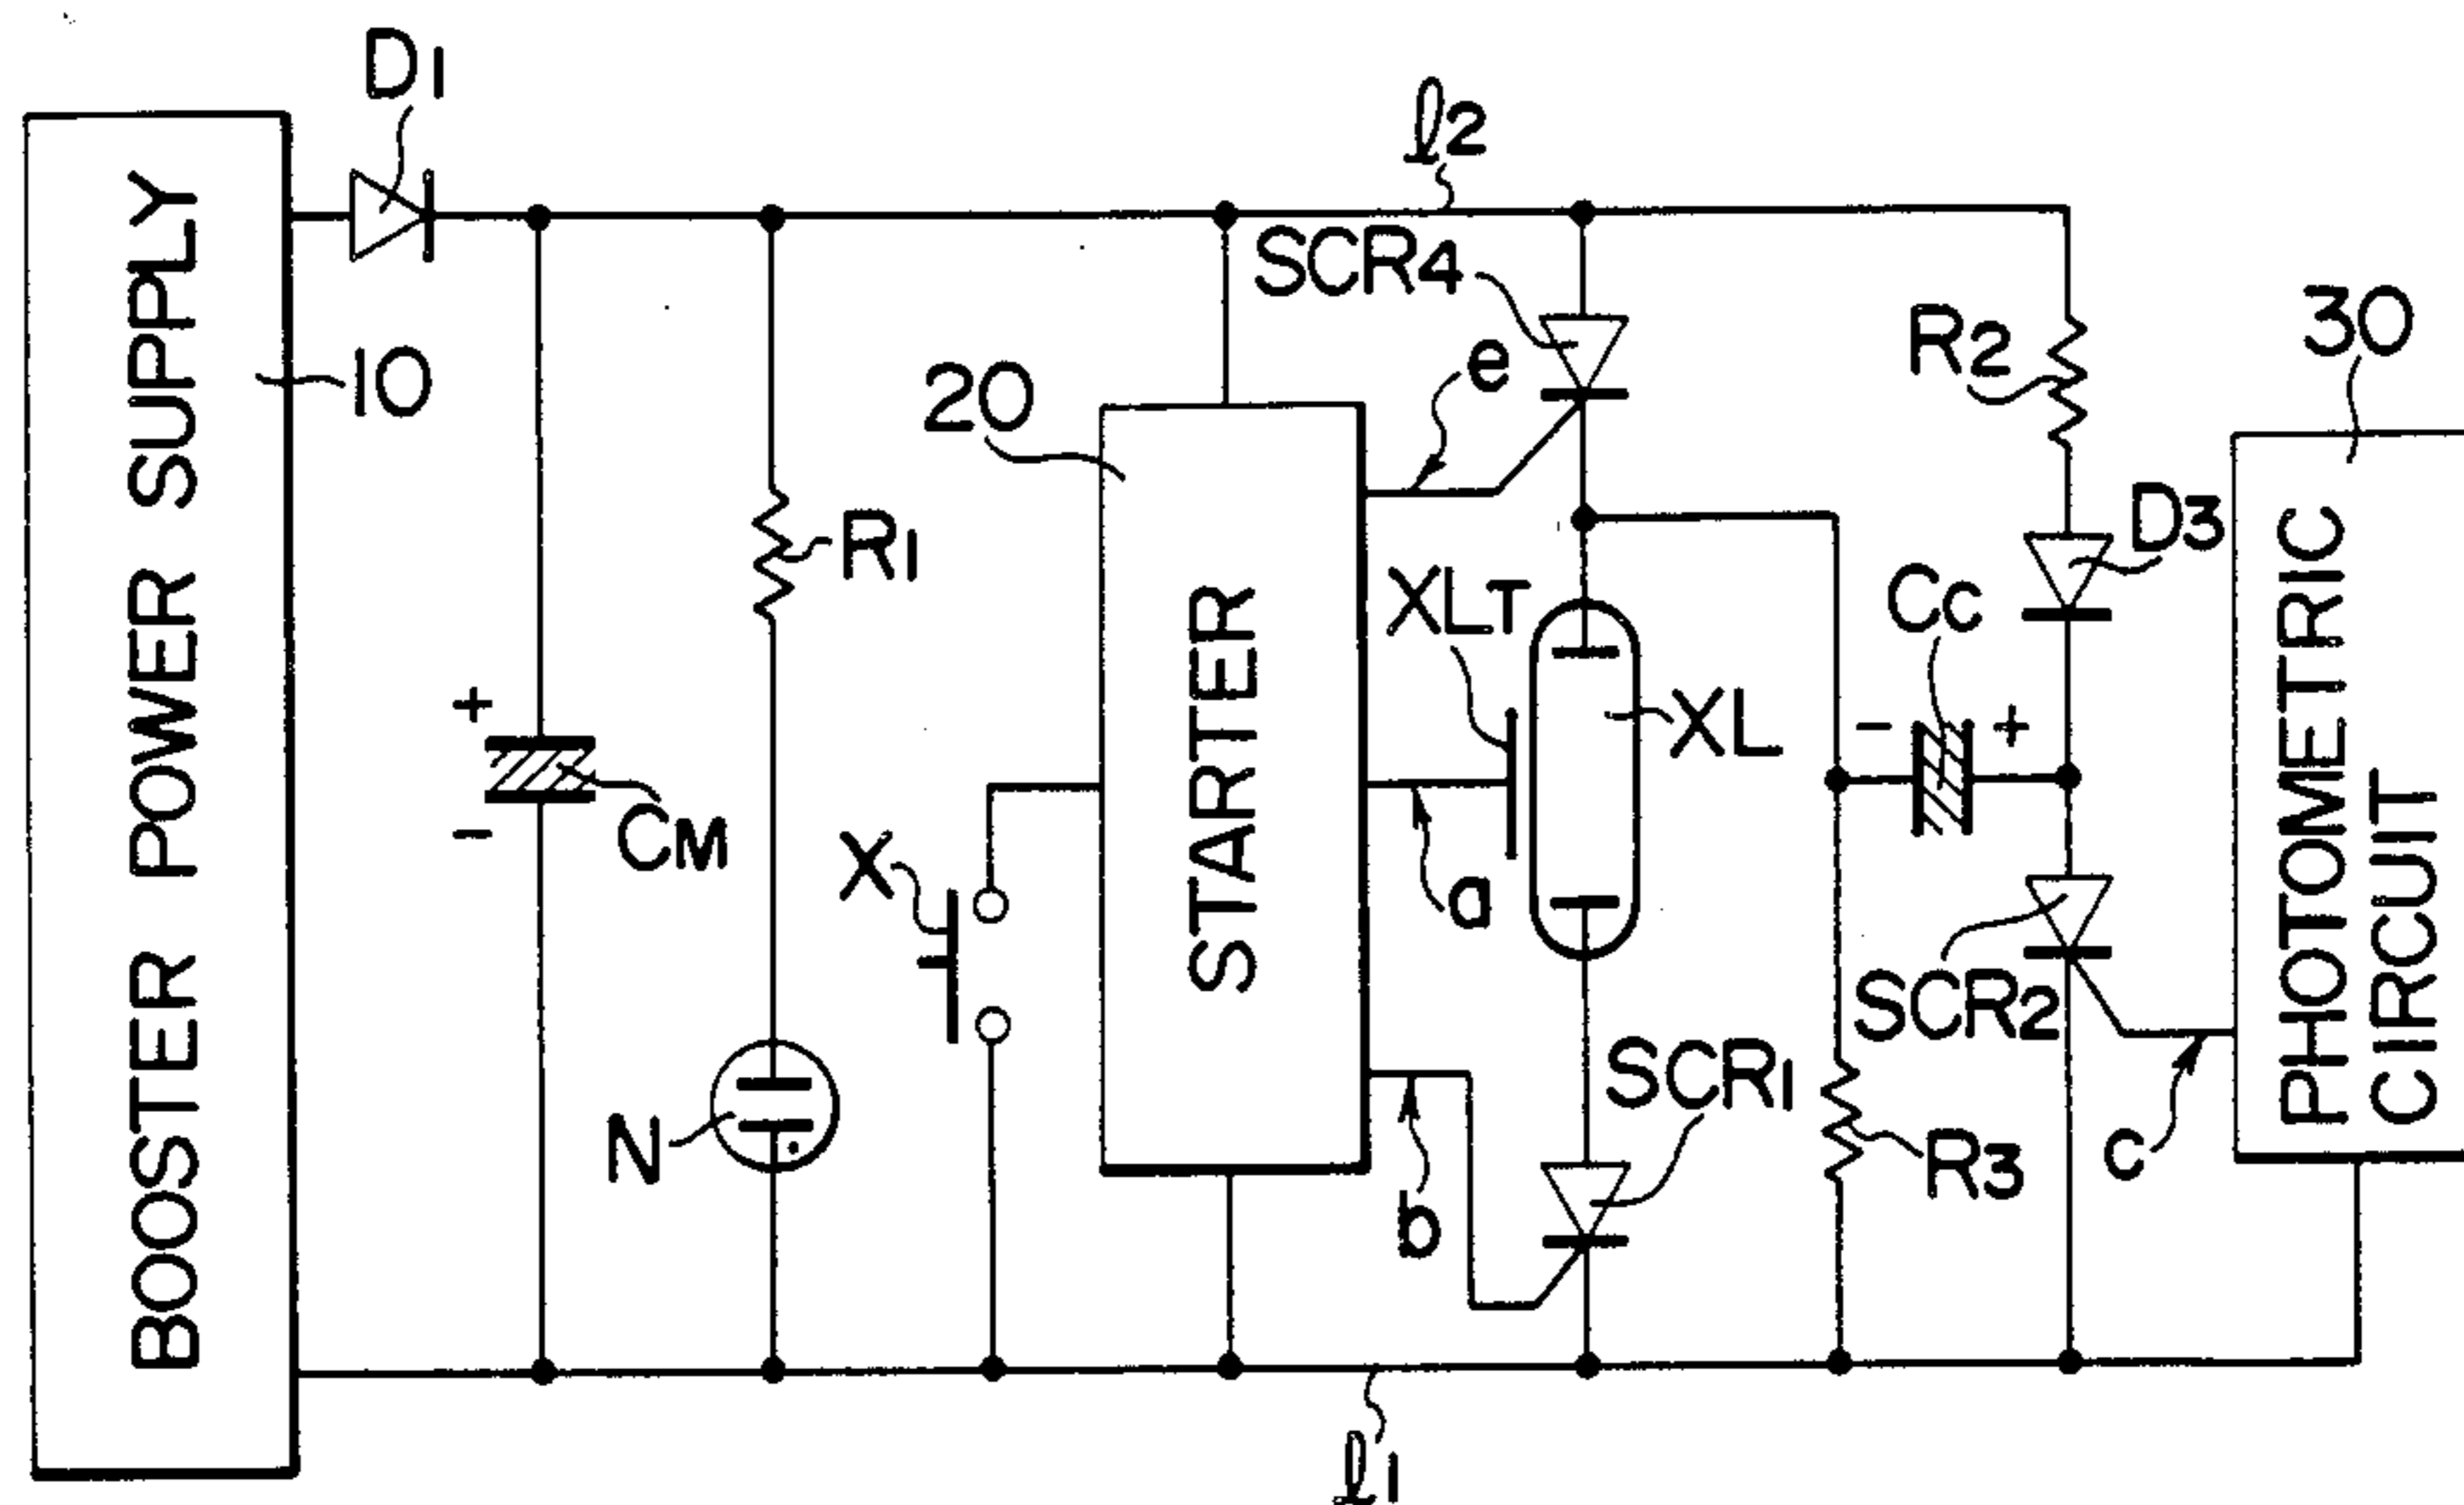 BOOSTER POWER SUPPLY
10
D1
+
-
CM
R1
N
X
20
STARTER
l2
SCR4
e
XLT
XL
a
b
SCR1
l1
R2
D3
CC
-
+
SCR2
R3
c
30
PHOTOMETRIC
CIRCUIT